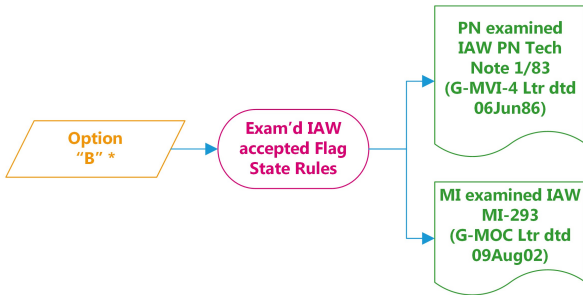 Option
“B” *
Exam’d IAW
accepted Flag
State Rules
PN examined
IAW PN Tech
Note 1/83
(G-MVI-4 Ltr dtd
06Jun86)
MI examined IAW
MI-293
(G-MOC Ltr dtd
09Aug02)